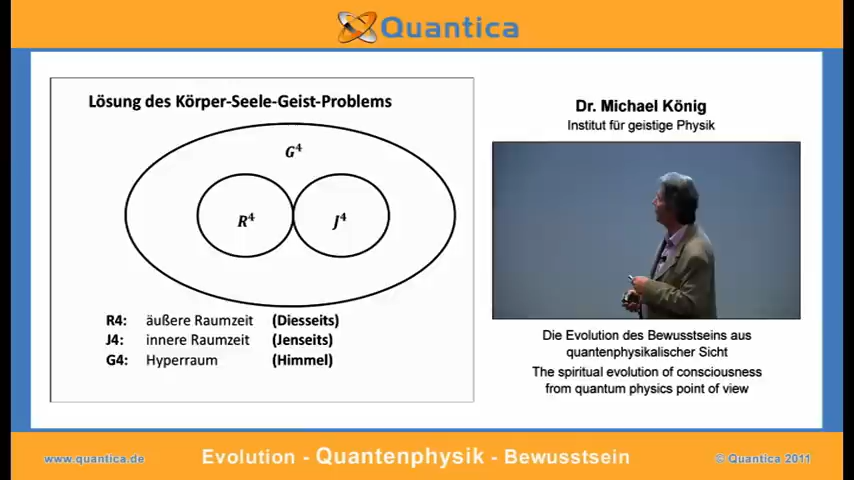 Quantica
Lösung des Körper-Seele-Geist-Problems
G⁴
R⁴
J⁴
R4: äußere Raumzeit (Diesseits)
J4: innere Raumzeit (Jenseits)
G4: Hyperraum (Himmel)
Dr. Michael König
Institut für geistige Physik
Die Evolution des Bewusstseins aus
quantenphysikalischer Sicht
The spiritual evolution of consciousness
from quantum physics point of view
www.quantica.de
Evolution - Quantenphysik - Bewusstsein
© Quantica 2011